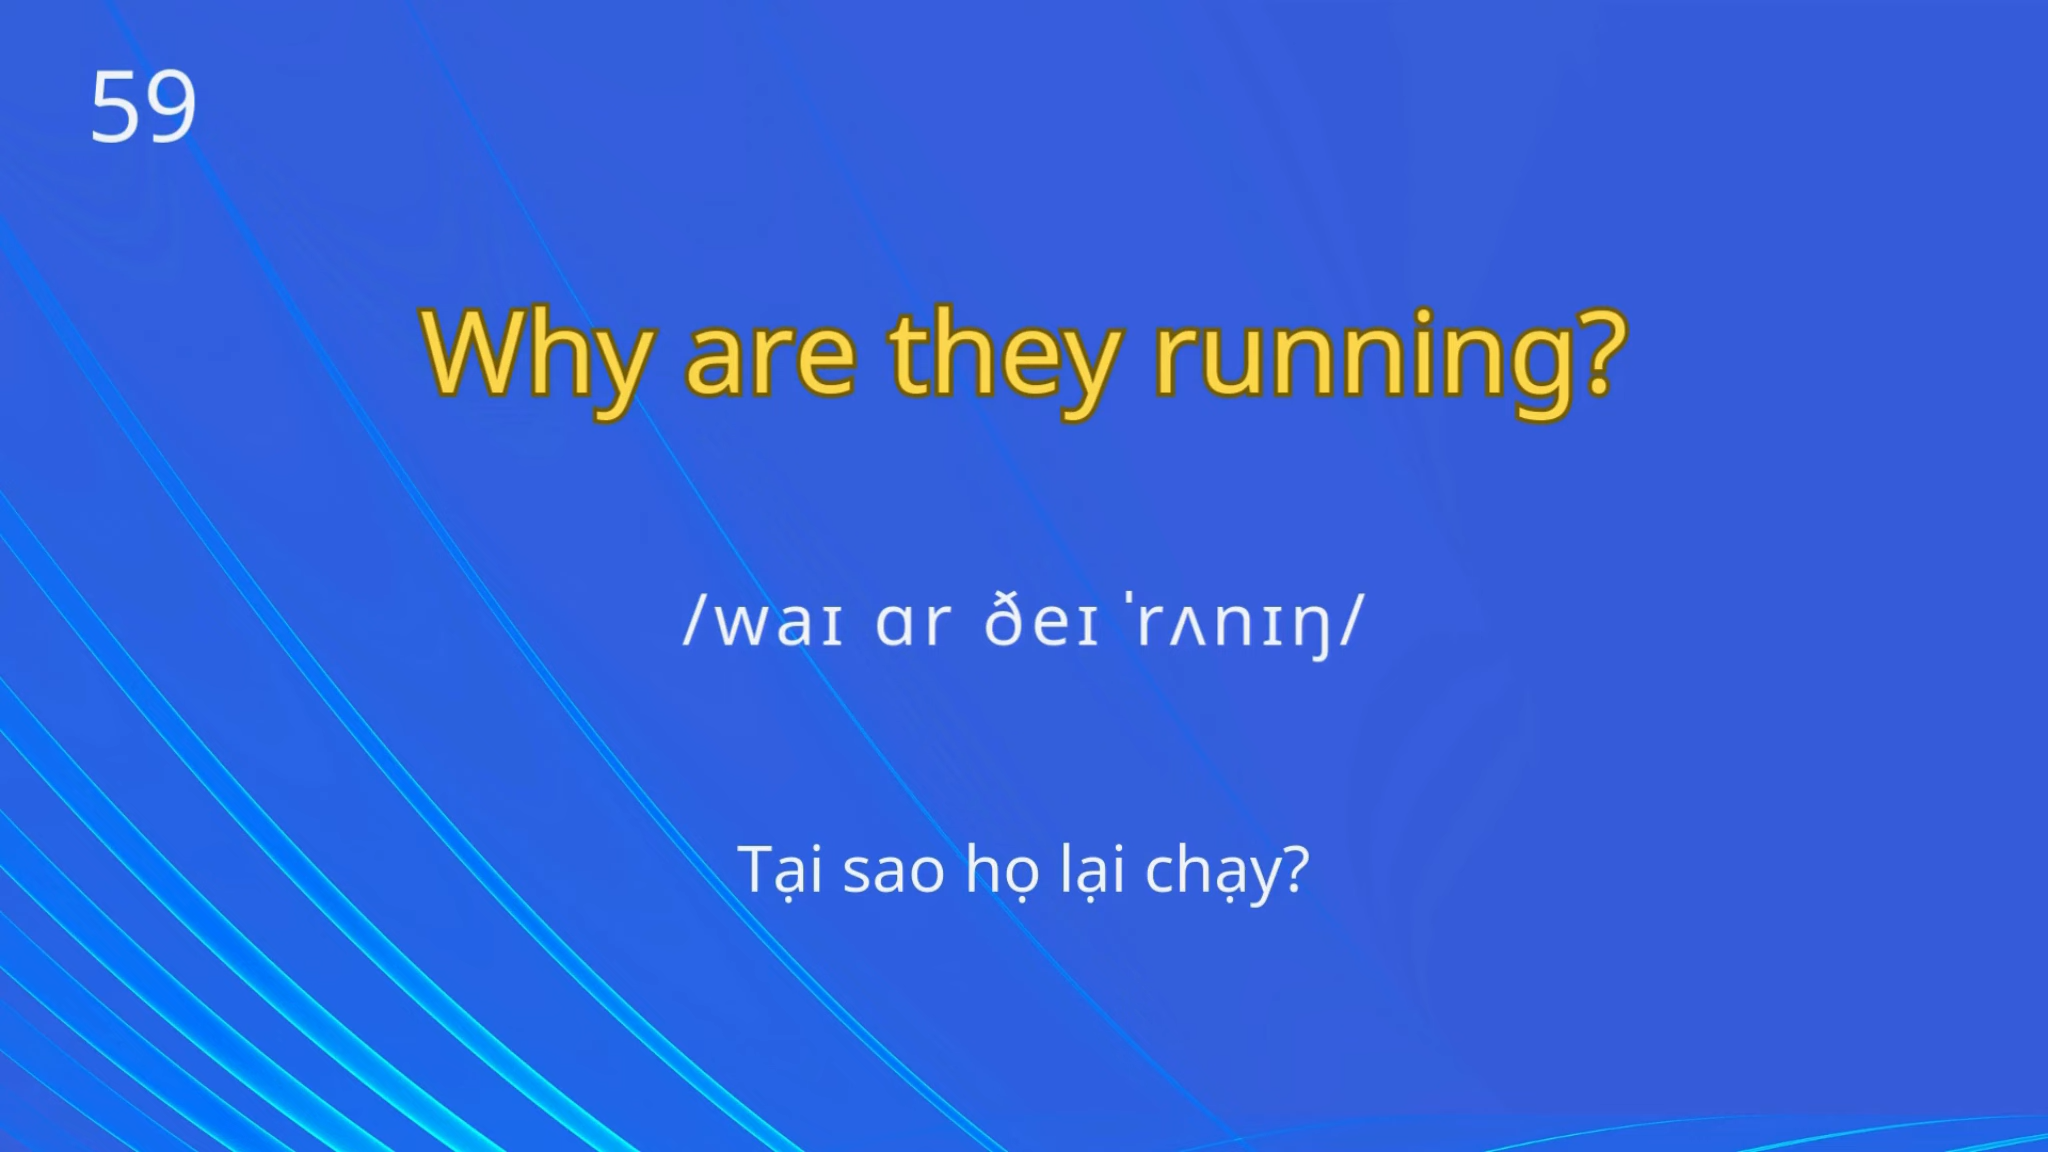 59
Why are they running?
/waɪ ɑr ðeɪ ˈrʌnɪŋ/
Tại sao họ lại chạy?